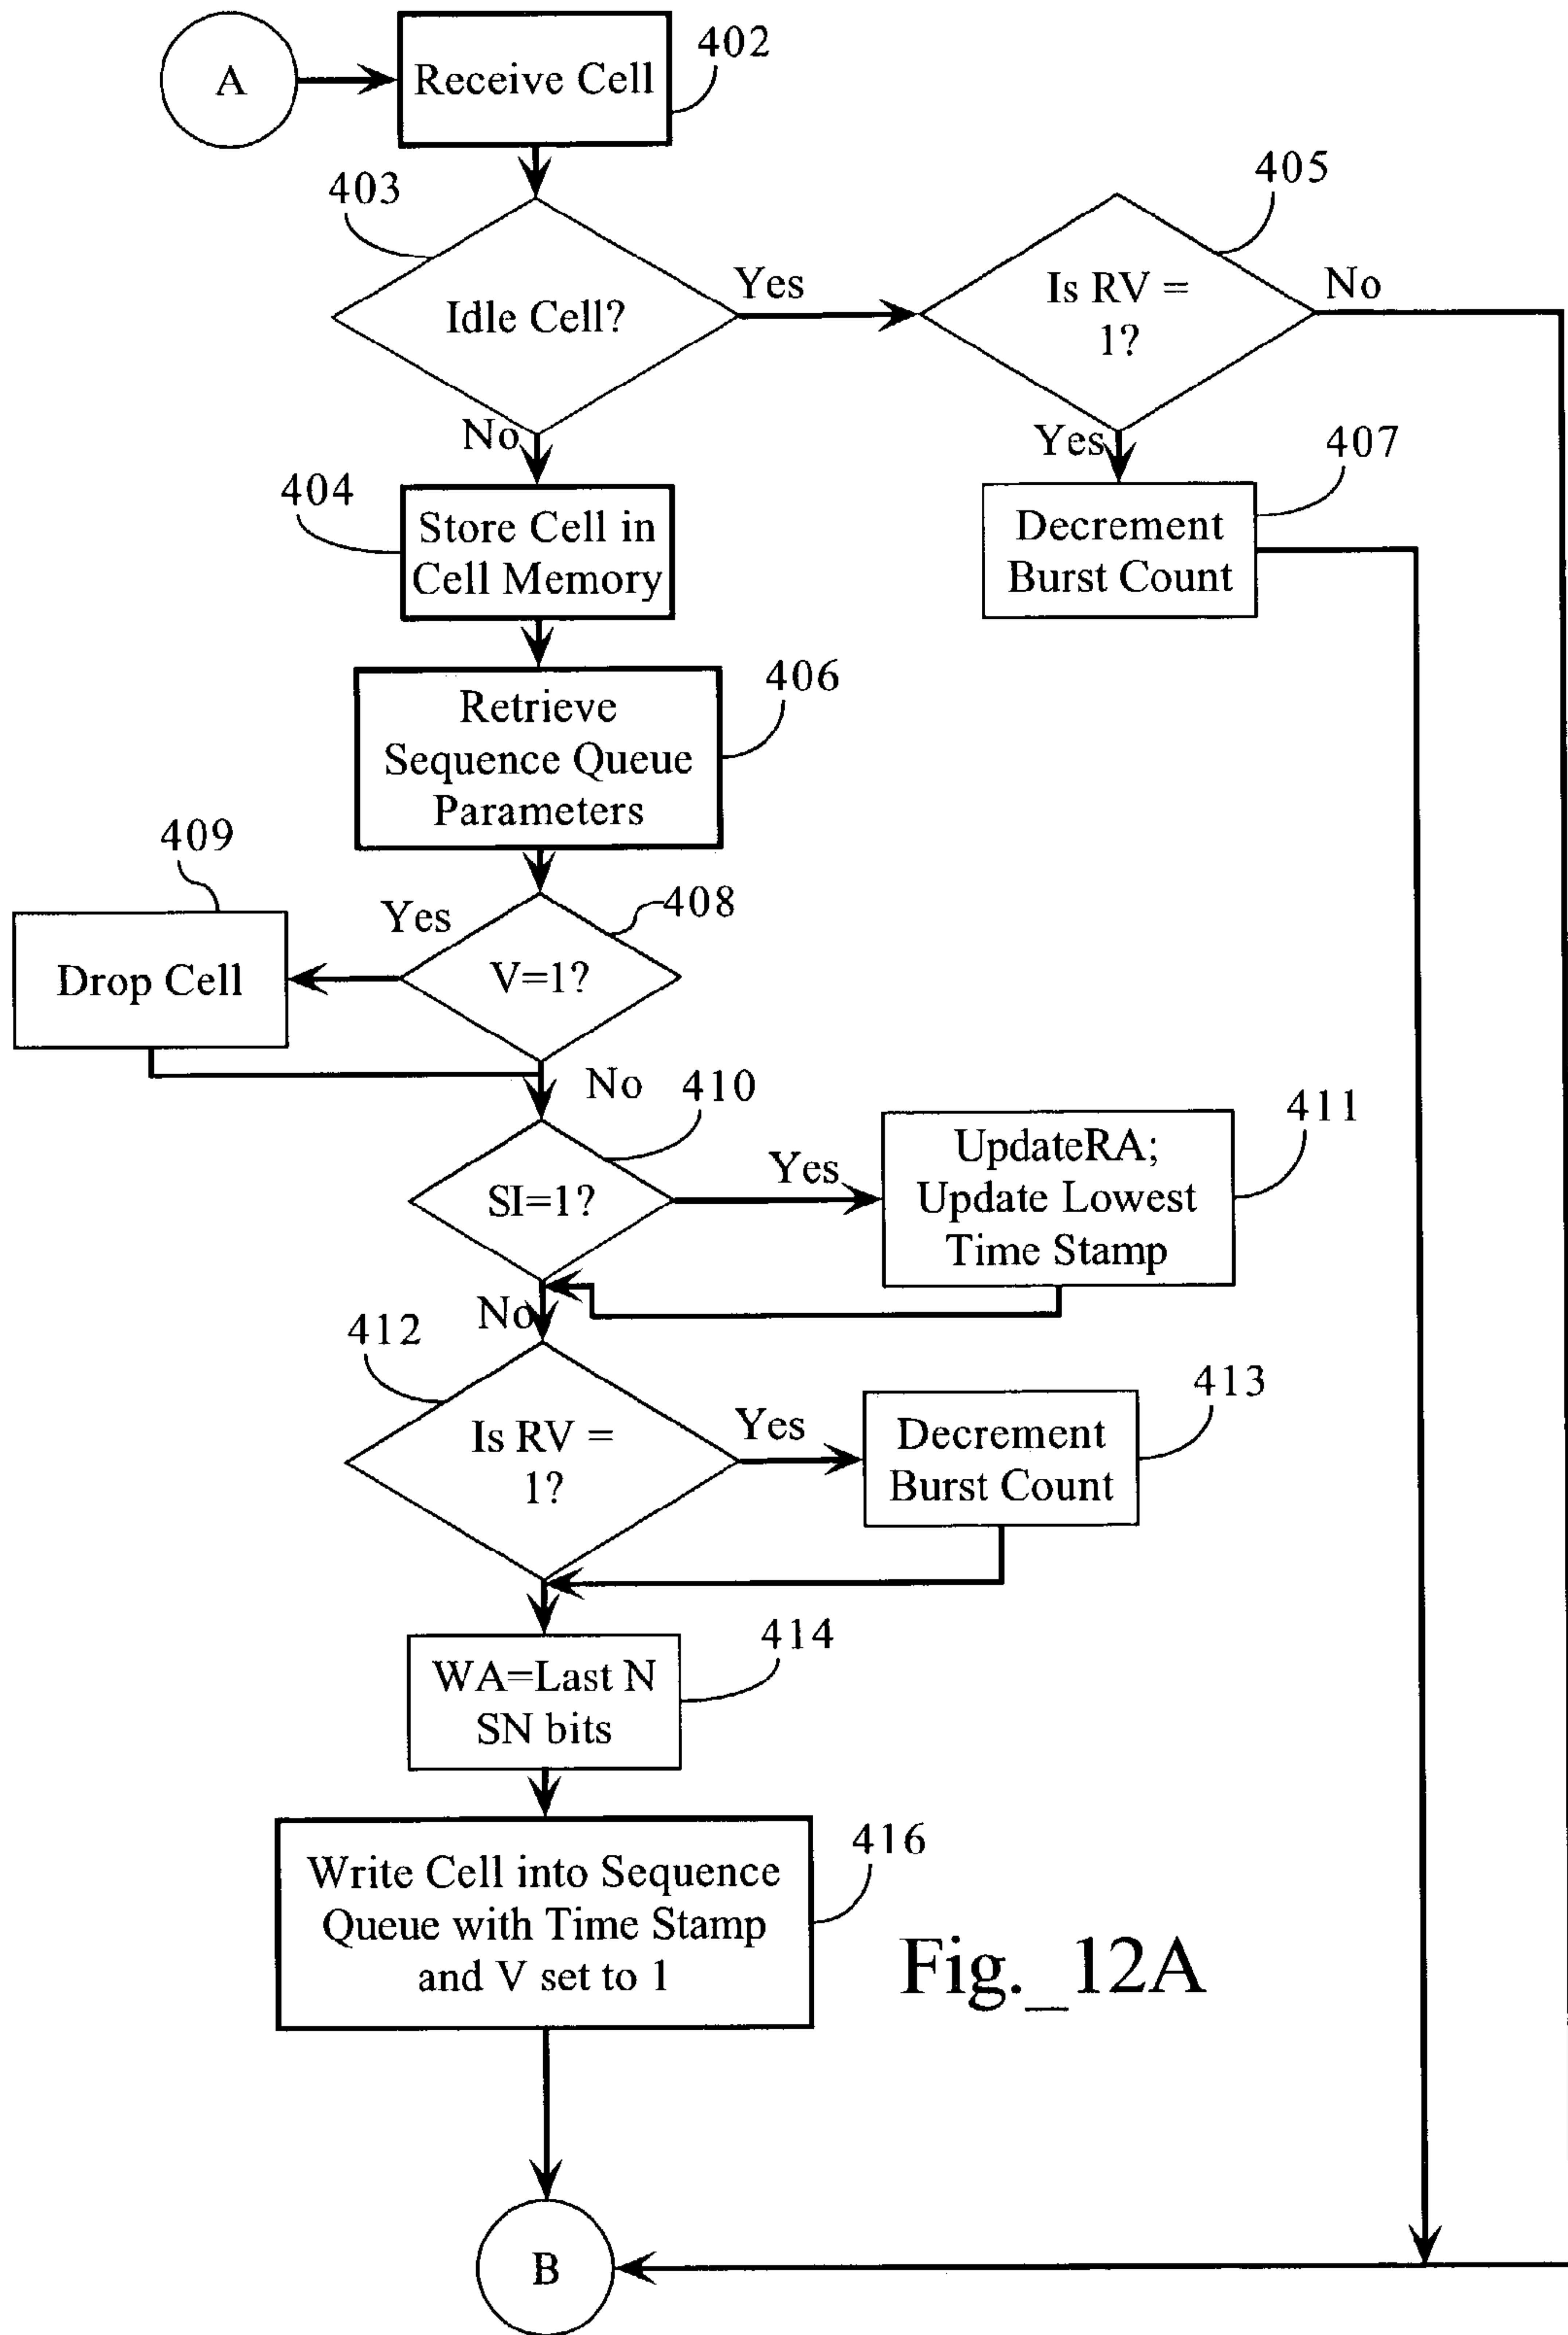 A
Receive Cell
402
403
405
Idle Cell?
Yes
Is RV =
1?
No
No
Yes
407
404
Store Cell in
Cell Memory
Decrement
Burst Count
406
Retrieve
Sequence Queue
Parameters
409
408
Yes
Drop Cell
V=1?
No
410
411
SI=1?
Yes
UpdateRA;
Update Lowest
Time Stamp
No
412
413
Is RV =
1?
Yes
Decrement
Burst Count
414
WA=Last N
SN bits
416
Write Cell into Sequence
Queue with Time Stamp
and V set to 1
Fig._12A
B